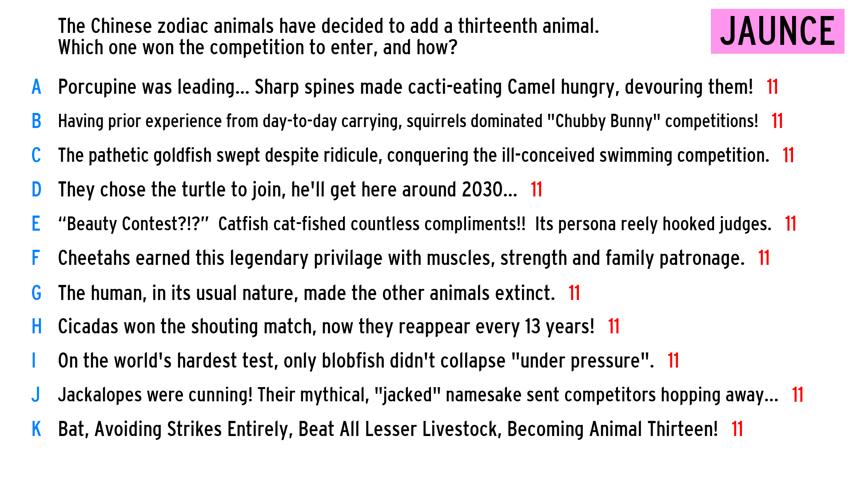 The Chinese zodiac animals have decided to add a thirteenth animal.
Which one won the competition to enter, and how?
JAUNCE
A Porcupine was leading... Sharp spines made cacti-eating Camel hungry, devouring them! 11
B Having prior experience from day-to-day carrying, squirrels dominated "Chubby Bunny" competitions! 11
C The pathetic goldfish swept despite ridicule, conquering the ill-conceived swimming competition. 11
D They chose the turtle to join, he'll get here around 2030... 11
E “Beauty Contest?!?” Catfish cat-fished countless compliments!! Its persona reely hooked judges. 11
F Cheetahs earned this legendary privilage with muscles, strength and family patronage. 11
G The human, in its usual nature, made the other animals extinct. 11
H Cicadas won the shouting match, now they reappear every 13 years! 11
I On the world's hardest test, only blobfish didn't collapse "under pressure". 11
J Jackalopes were cunning! Their mythical, "jacked" namesake sent competitors hopping away... 11
K Bat, Avoiding Strikes Entirely, Beat All Lesser Livestock, Becoming Animal Thirteen! 11